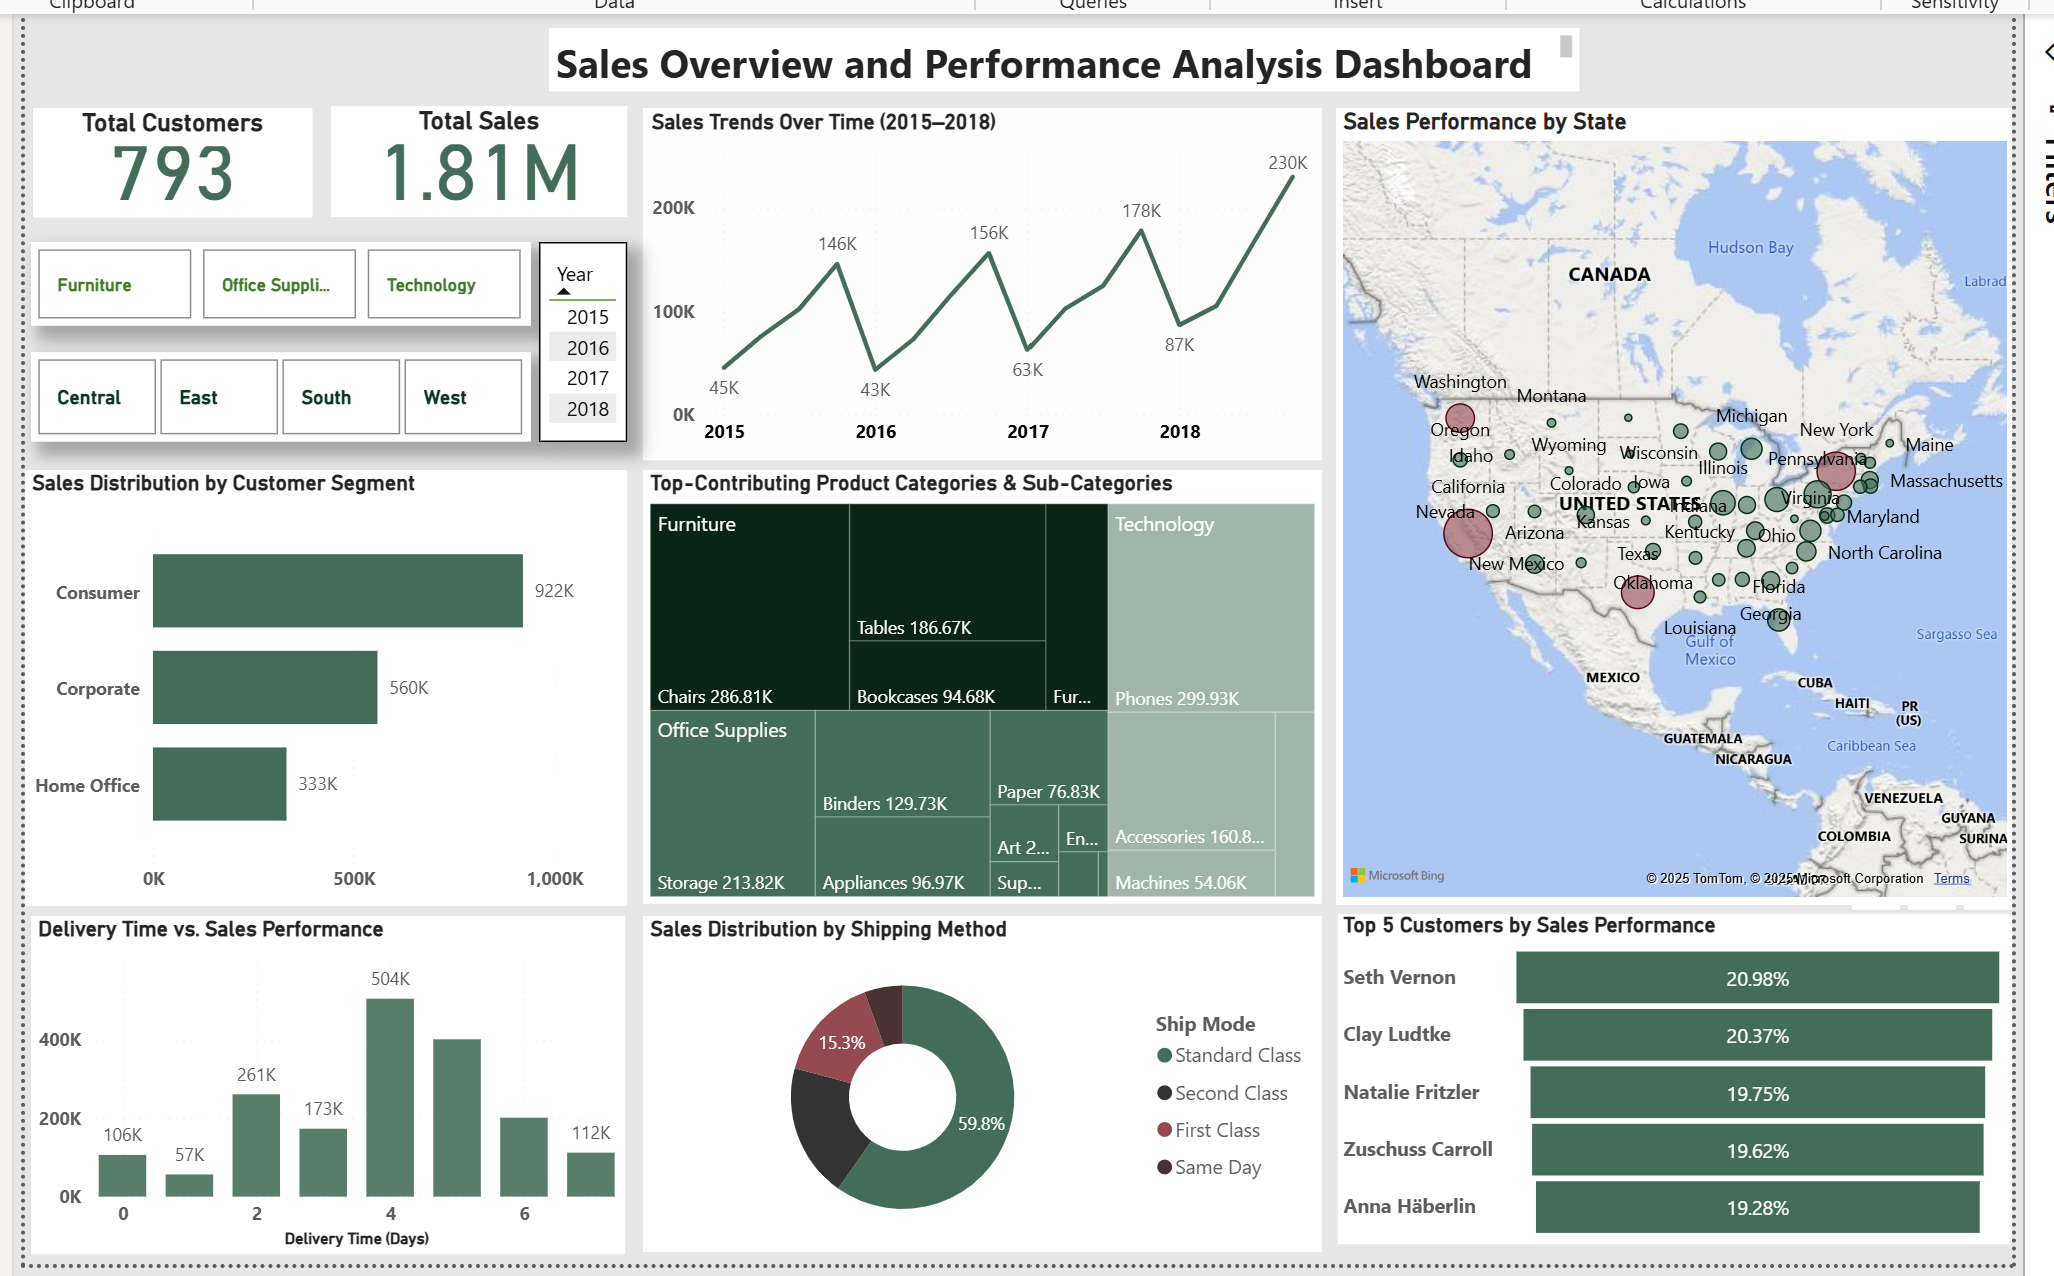 Clipboard
Data
Queries
Insert
Calculations
Sensitivity
Filters
Sales Overview and Performance Analysis Dashboard
Total Customers
793
Total Sales
1.81M
Furniture
Office Suppli...
Technology
Year
2015
2016
2017
2018
Central
East
South
West
Sales Trends Over Time (2015–2018)
200K
100K
0K
45K
146K
43K
156K
63K
178K
87K
230K
2015
2016
2017
2018
Sales Performance by State
Hudson Bay
CANADA
Labrad
Washington
Montana
Michigan
Oregon
New York
Maine
Idaho
Wyoming
Wisconsin
Illinois
Pennsylvania
California
Colorado
Iowa
Massachusetts
UNITED STATES
Indiana
Virginia
Nevada
Kansas
Maryland
Arizona
Kentucky
Ohio
New Mexico
Texas
North Carolina
Oklahoma
Florida
Georgia
Louisiana
Gulf of
Mexico
Sargasso Sea
MEXICO
CUBA
HAITI
PR
(US)
GUATEMALA
Caribbean Sea
NICARAGUA
VENEZUELA
GUYANA
COLOMBIA
SURINA
Microsoft Bing
© 2025 TomTom, © 2025 Microsoft Corporation
Terms
Sales Distribution by Customer Segment
Consumer
922K
Corporate
560K
Home Office
333K
0K
500K
1,000K
Top-Contributing Product Categories & Sub-Categories
Furniture
Chairs 286.81K
Tables 186.67K
Bookcases 94.68K
Fur...
Technology
Phones 299.93K
Accessories 160.8...
Machines 54.06K
Office Supplies
Storage 213.82K
Binders 129.73K
Appliances 96.97K
Paper 76.83K
Art 2...
En...
Sup...
Delivery Time vs. Sales Performance
400K
200K
0K
106K
57K
261K
173K
504K
112K
0
2
4
6
Delivery Time (Days)
Sales Distribution by Shipping Method
15.3%
59.8%
Ship Mode
Standard Class
Second Class
First Class
Same Day
Top 5 Customers by Sales Performance
Seth Vernon
20.98%
Clay Ludtke
20.37%
Natalie Fritzler
19.75%
Zuschuss Carroll
19.62%
Anna Häberlin
19.28%